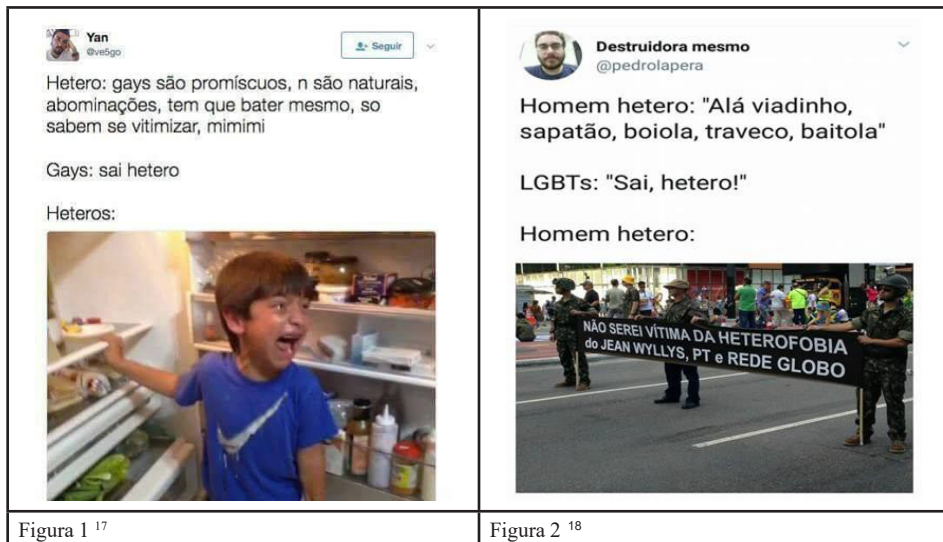 Yan
@ve5go
Seguir
Hetero: gays são promíscuos, n são naturais,
abominações, tem que bater mesmo, so
sabem se vitimizar, mimimi
Gays: sai hetero
Heteros:
Figura 1 17
Destruidora mesmo
@pedrolapera
Homem hetero: "Alá viadinho,
sapatão, boiola, traveco, baitola"
LGBTs: "Sai, hetero!"
Homem hetero:
NÃO SEREI VÍTIMA DA HETEROFOBIA
do JEAN WYLLYS, PT e REDE GLOBO
Figura 2 18